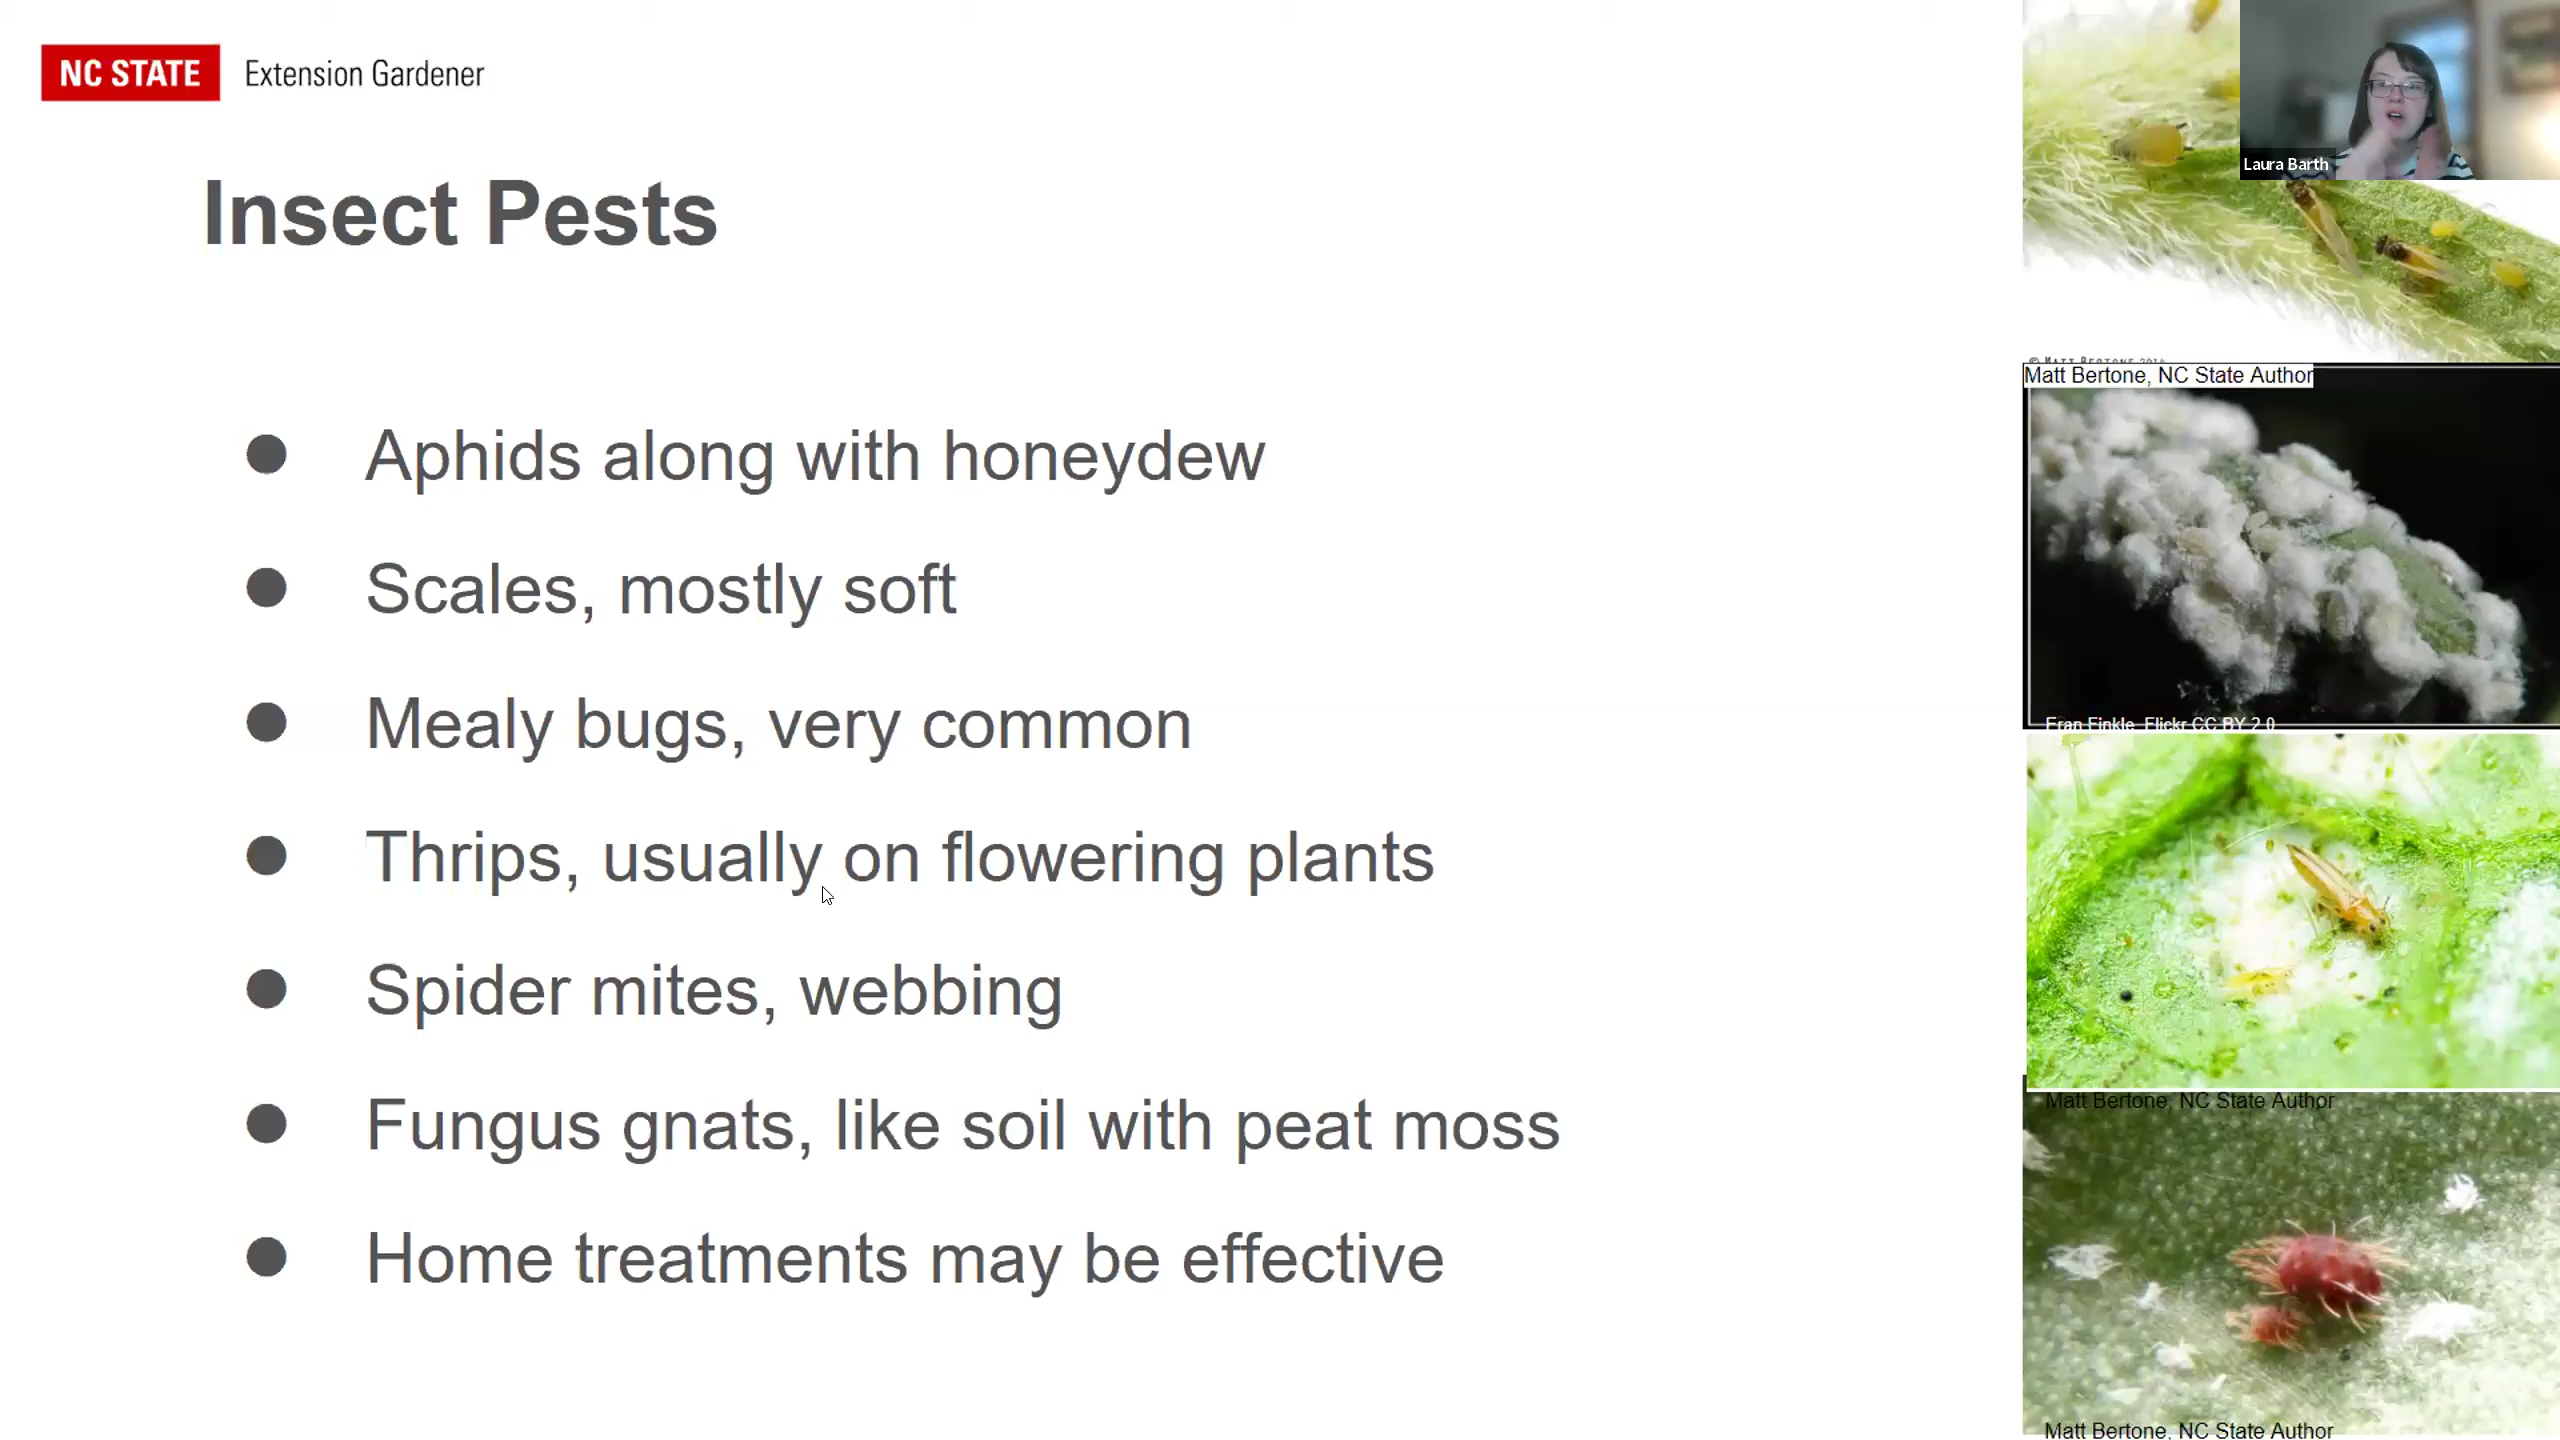 NC STATE Extension Gardener
Laura Barth
Insect Pests
Aphids along with honeydew
Scales, mostly soft
Mealy bugs, very common
Thrips, usually on flowering plants
Spider mites, webbing
Fungus gnats, like soil with peat moss
Home treatments may be effective
© MATT BERTONE
Matt Bertone, NC State Author
Eran Finkle, Flickr CC BY 2.0
Matt Bertone, NC State Author
Matt Bertone, NC State Author